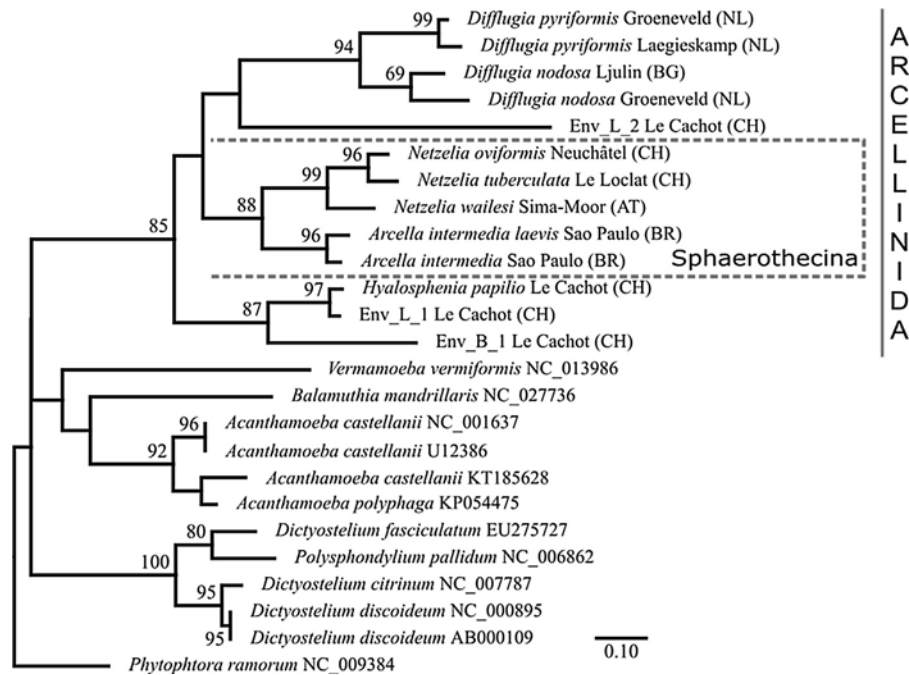 99 Difflugia pyriformis Groeneveld (NL)
Difflugia pyriformis Laegieskamp (NL)
94
69 Difflugia nodosa Ljulin (BG)
Difflugia nodosa Groeneveld (NL)
Env_L_2 Le Cachot (CH)
96 Netzelia oviformis Neuchâtel (CH)
99 Netzelia tuberculata Le Loclat (CH)
88 Netzelia wailesi Sima-Moor (AT)
85
96 Arcella intermedia laevis Sao Paulo (BR)
Arcella intermedia Sao Paulo (BR)
Sphaerothecina
97 Hyalosphenia papilio Le Cachot (CH)
87 Env_L_1 Le Cachot (CH)
Env_B_1 Le Cachot (CH)
Vermamoeba vermiformis NC_013986
Balamuthia mandrillaris NC_027736
96 Acanthamoeba castellanii NC_001637
92 Acanthamoeba castellanii U12386
Acanthamoeba castellanii KT185628
Acanthamoeba polyphaga KP054475
80 Dictyostelium fasciculatum EU275727
100 Polysphondylium pallidum NC_006862
95 Dictyostelium citrinum NC_007787
Dictyostelium discoideum NC_000895
95 Dictyostelium discoideum AB000109
Phytophtora ramorum NC_009384
0.10
ARCELLINIDA